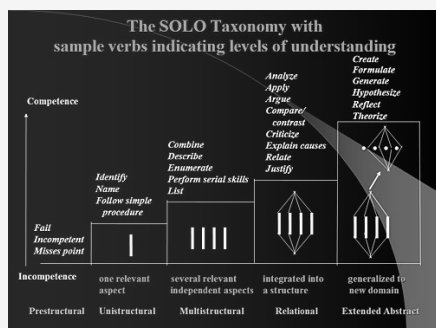 The SOLO Taxonomy with
sample verbs indicating levels of understanding
Competence
Incompetence
Fail
Incompetent
Misses point
Identify
Name
Follow simple
procedure
Combine
Describe
Enumerate
Perform serial skills
List
Analyze
Apply
Argue
Compare/
contrast
Criticize
Explain causes
Relate
Justify
Create
Formulate
Generate
Hypothesize
Reflect
Theorize
one relevant
aspect
several relevant
independent aspects
integrated into
a structure
generalized to
new domain
Prestructural
Unistructural
Multistructural
Relational
Extended Abstract